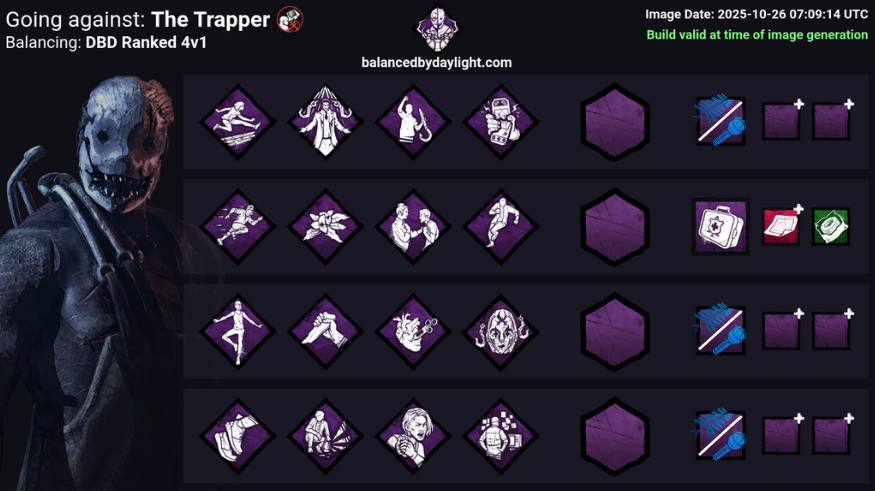 Going against: The Trapper
Balancing: DBD Ranked 4v1
balancedbydaylight.com
Image Date: 2025-10-26 07:09:14 UTC
Build valid at time of image generation